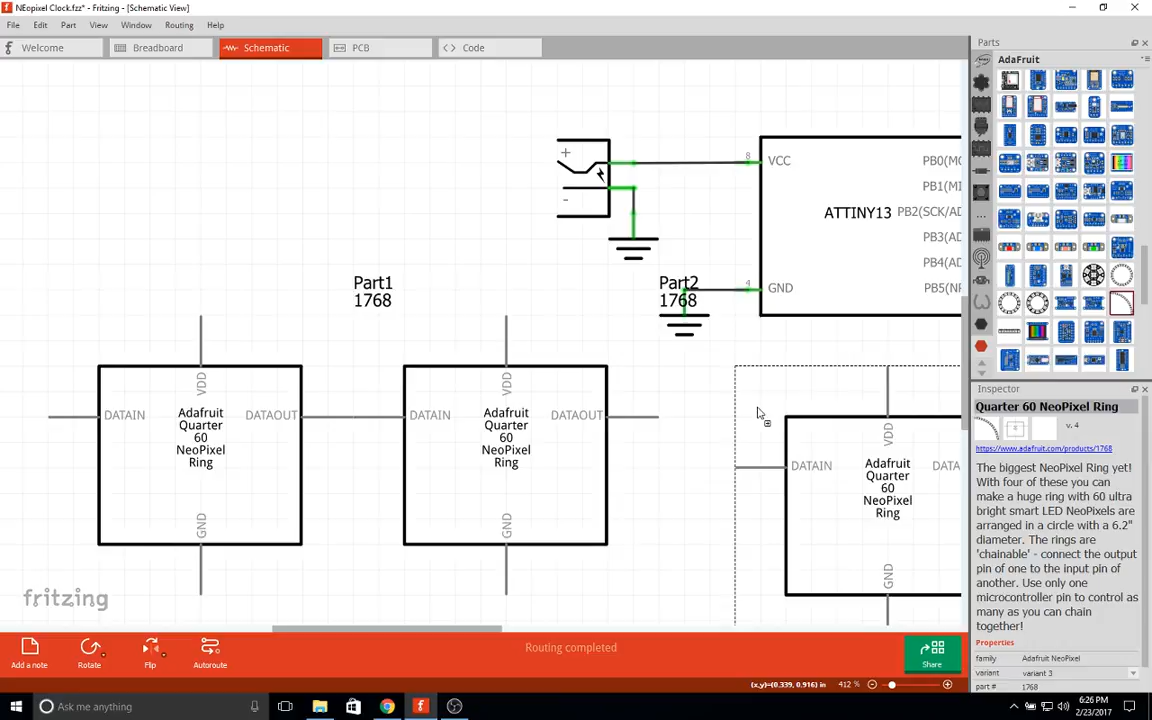 NEopixel Clock.fzz* - Fritzing - [Schematic View]
File Edit Part View Window Routing Help
Welcome Breadboard Schematic PCB Code
Parts
AdaFruit
+
-
8
VCC
PB0(MO
PB1(MI
ATTINY13 PB2(SCK/AD
PB3(AD
PB4(AD
4
GND PB5(NR
Part1
1768
Part2
1768
VDD
DATAIN DATAOUT
Adafruit
Quarter
60
NeoPixel
Ring
GND
VDD
DATAIN DATAOUT
Adafruit
Quarter
60
NeoPixel
Ring
GND
VDD
DATAIN DATA
Adafruit
Quarter
60
NeoPixel
Ring
GND
fritzing
Inspector
Quarter 60 NeoPixel Ring
v. 4
https://www.adafruit.com/products/1768
The biggest NeoPixel Ring yet!
With four of these you can
make a huge ring with 60 ultra
bright smart LED NeoPixels are
arranged in a circle with a 6.2"
diameter. The rings are
'chainable' - connect the output
pin of one to the input pin of
another. Use only one
microcontroller pin to control as
many as you can chain
together!
Properties
family Adafruit NeoPixel
variant variant 3
part # 1768
Add a note Rotate Flip Autoroute
Routing completed
Share
(x,y)=(0.339, 0.916) in 412 %
Ask me anything
6:26 PM
2/23/2017